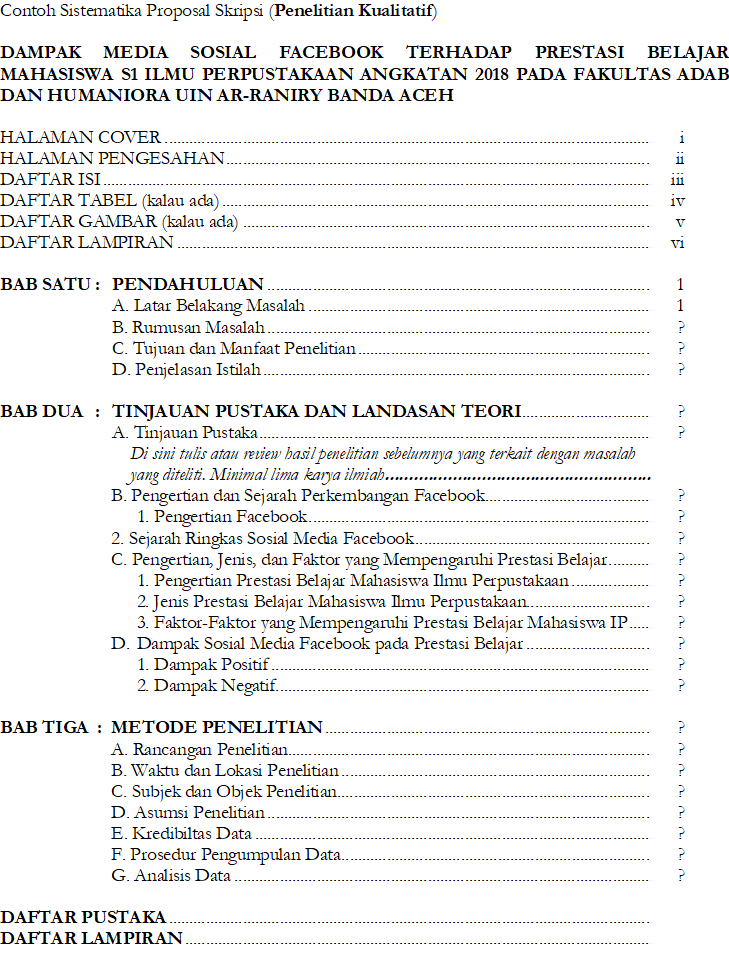 Contoh Sistematika Proposal Skripsi (Penelitian Kualitatif)
DAMPAK MEDIA SOSIAL FACEBOOK TERHADAP PRESTASI BELAJAR
MAHASISWA S1 ILMU PERPUSTAKAAN ANGKATAN 2018 PADA FAKULTAS ADAB
DAN HUMANIORA UIN AR-RANIRY BANDA ACEH
HALAMAN COVER ........ i
HALAMAN PENGESAHAN ........ ii
DAFTAR ISI ........ iii
DAFTAR TABEL (kalau ada) ........ iv
DAFTAR GAMBAR (kalau ada) ........ v
DAFTAR LAMPIRAN ........ vi
BAB SATU : PENDAHULUAN ........ 1
A. Latar Belakang Masalah ........ 1
B. Rumusan Masalah ........ ?
C. Tujuan dan Manfaat Penelitian ........ ?
D. Penjelasan Istilah ........ ?
BAB DUA : TINJAUAN PUSTAKA DAN LANDASAN TEORI ........ ?
A. Tinjauan Pustaka ........ ?
Di sini tulis atau review hasil penelitian sebelumnya yang terkait dengan masalah
yang diteliti. Minimal lima karya ilmiah ........
B. Pengertian dan Sejarah Perkembangan Facebook ........ ?
1. Pengertian Facebook ........ ?
2. Sejarah Ringkas Sosial Media Facebook ........ ?
C. Pengertian, Jenis, dan Faktor yang Mempengaruhi Prestasi Belajar ........ ?
1. Pengertian Prestasi Belajar Mahasiswa Ilmu Perpustakaan ........ ?
2. Jenis Prestasi Belajar Mahasiswa Ilmu Perpustakaan ........ ?
3. Faktor-Faktor yang Mempengaruhi Prestasi Belajar Mahasiswa IP ..... ?
D. Dampak Sosial Media Facebook pada Prestasi Belajar ........ ?
1. Dampak Positif ........ ?
2. Dampak Negatif ........ ?
BAB TIGA : METODE PENELITIAN ........ ?
A. Rancangan Penelitian ........ ?
B. Waktu dan Lokasi Penelitian ........ ?
C. Subjek dan Objek Penelitian ........ ?
D. Asumsi Penelitian ........ ?
E. Kredibiltas Data ........ ?
F. Prosedur Pengumpulan Data ........ ?
G. Analisis Data ........ ?
DAFTAR PUSTAKA ........
DAFTAR LAMPIRAN ........